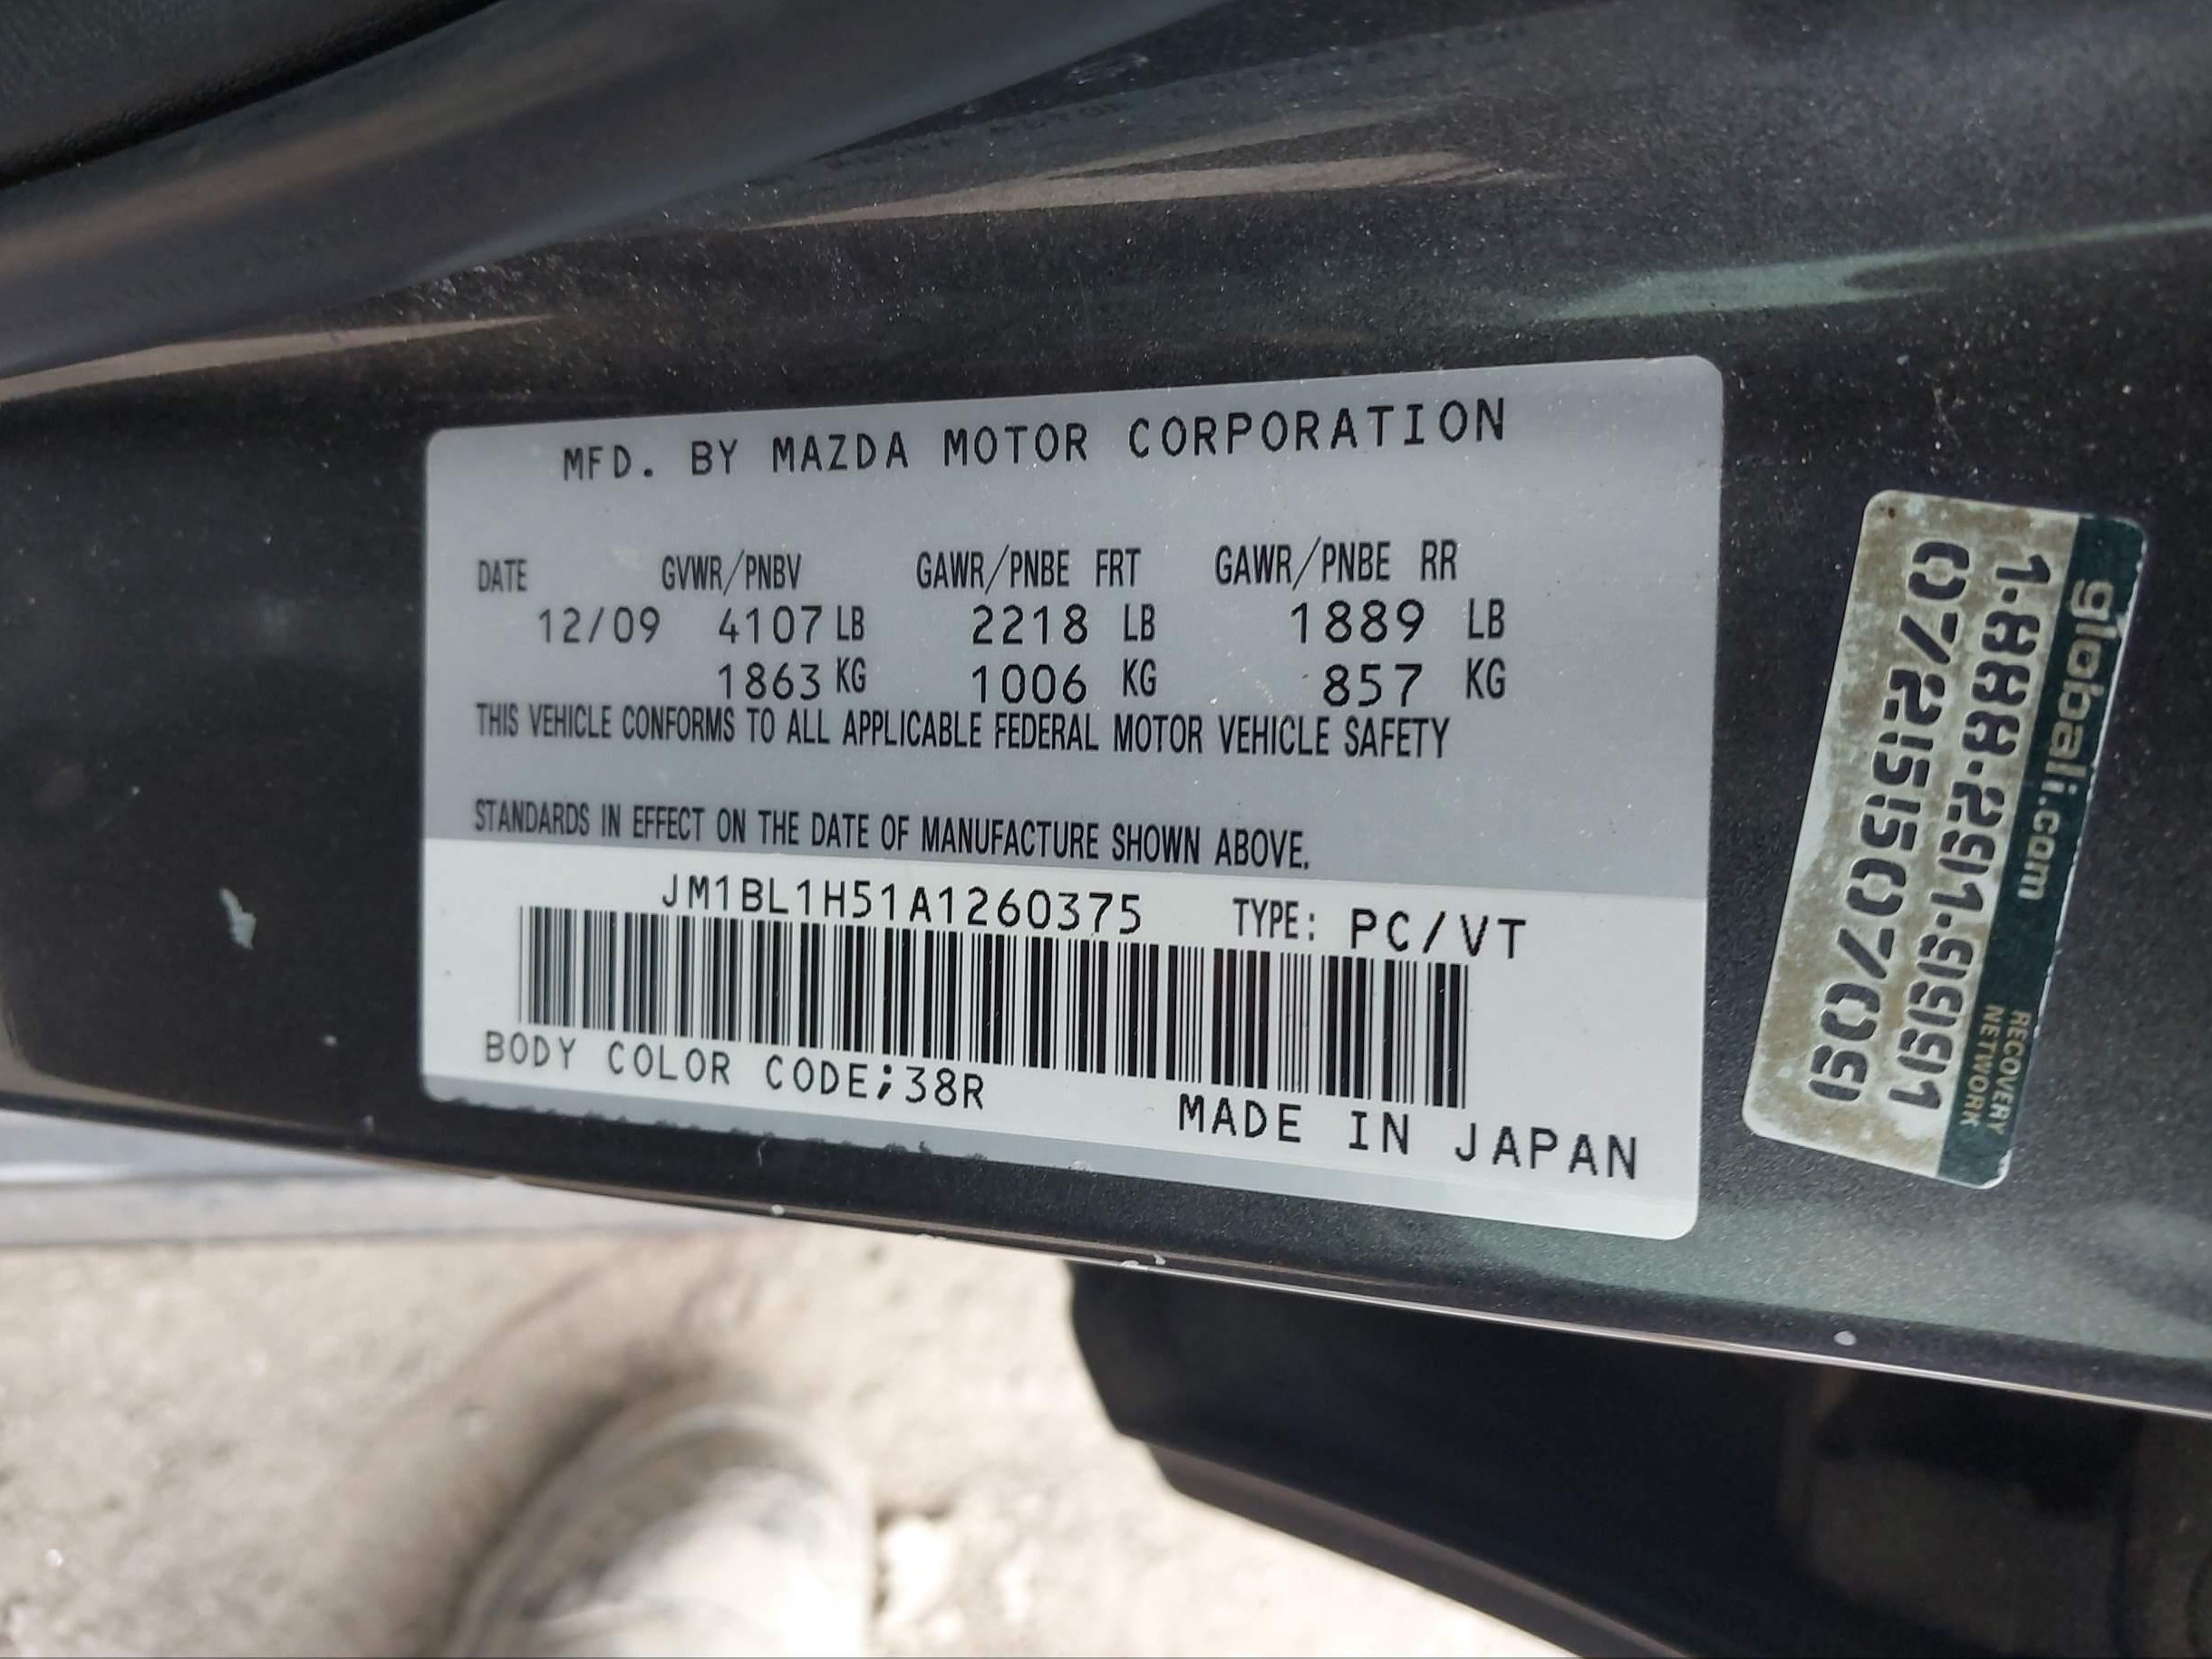 MFD. BY MAZDA MOTOR CORPORATION
DATE GVWR/PNBV GAWR/PNBE FRT GAWR/PNBE RR
12/09 4107 LB 2218 LB 1889 LB
1863 KG 1006 KG 857 KG
THIS VEHICLE CONFORMS TO ALL APPLICABLE FEDERAL MOTOR VEHICLE SAFETY
STANDARDS IN EFFECT ON THE DATE OF MANUFACTURE SHOWN ABOVE.
JM1BL1H51A1260375 TYPE: PC/VT
BODY COLOR CODE;38R
MADE IN JAPAN
globali.com
RECOVERY
NETWORK
1·888·291·9991
0725150709